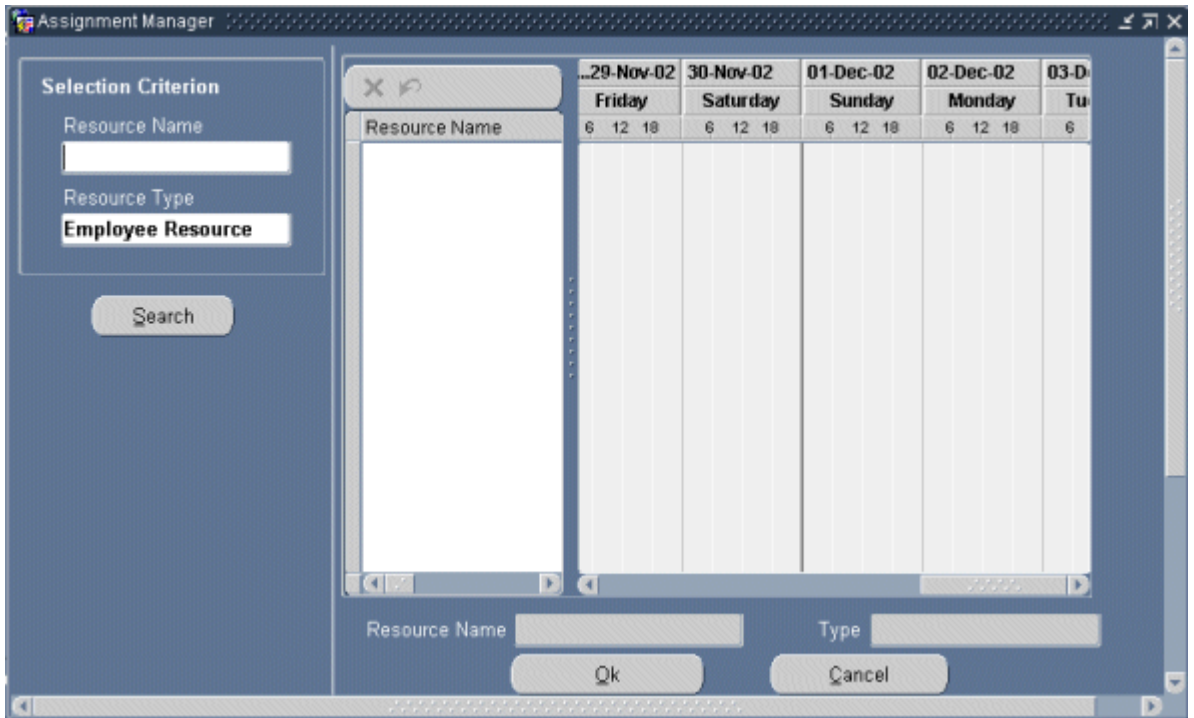 Assignment Manager
Selection Criterion
Resource Name
Resource Type
Employee Resource
Search
Resource Name
...29-Nov-02 30-Nov-02 01-Dec-02 02-Dec-02 03-D
Friday Saturday Sunday Monday Tu
6 12 18 6 12 18 6 12 18 6 12 18 6
Resource Name Type
Ok Cancel